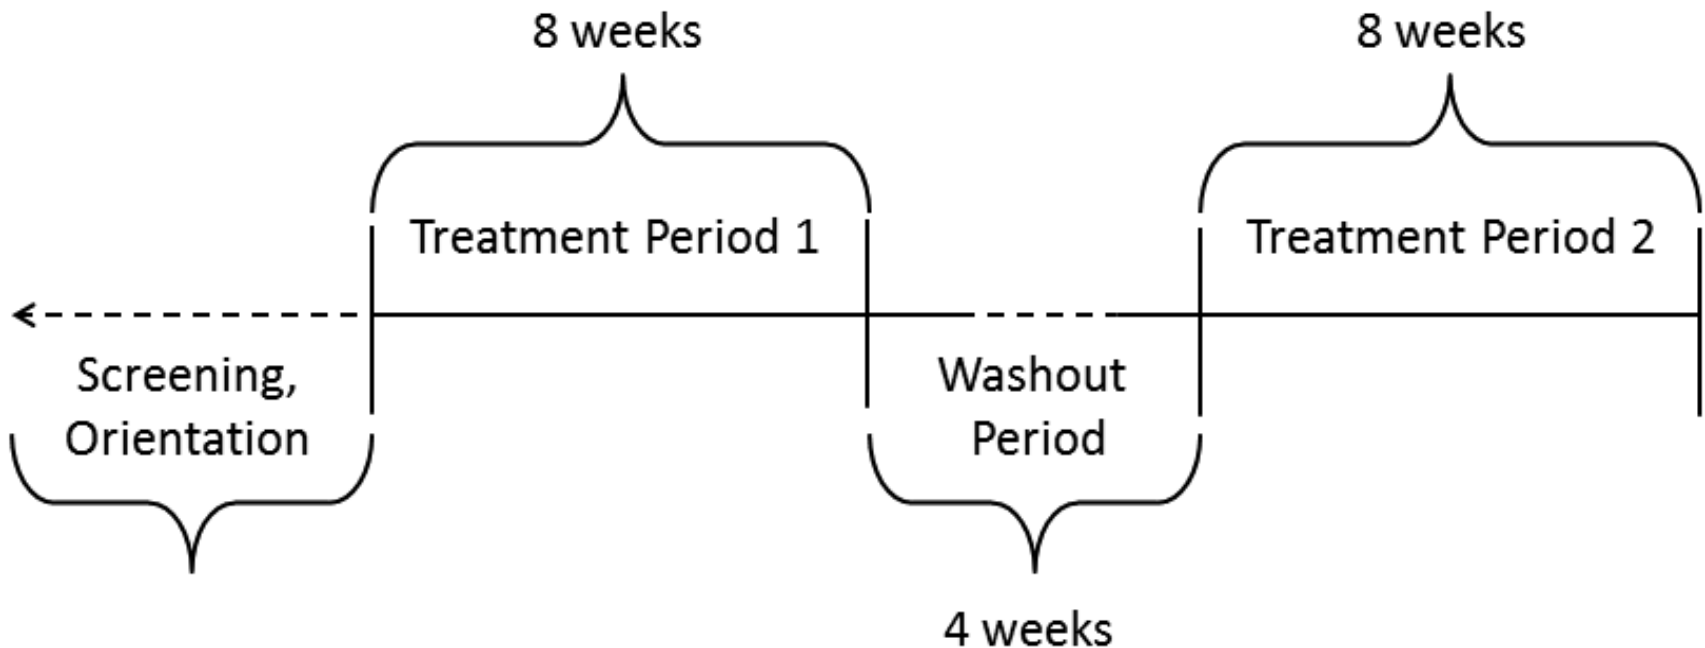 8 weeks
8 weeks
Treatment Period 1
Treatment Period 2
Screening,
Orientation
Washout
Period
4 weeks